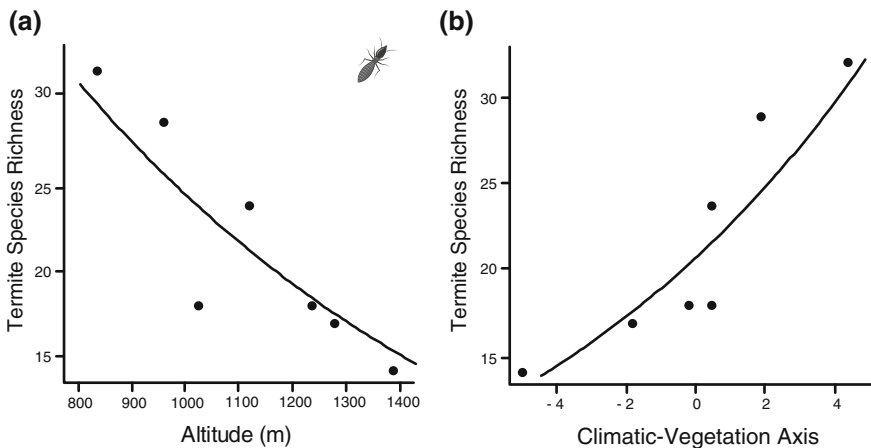 (a)
Termite Species Richness
30
25
20
15
800 900 1000 1100 1200 1300 1400
Altitude (m)
(b)
Termite Species Richness
30
25
20
15
- 4 - 2 0 2 4
Climatic-Vegetation Axis